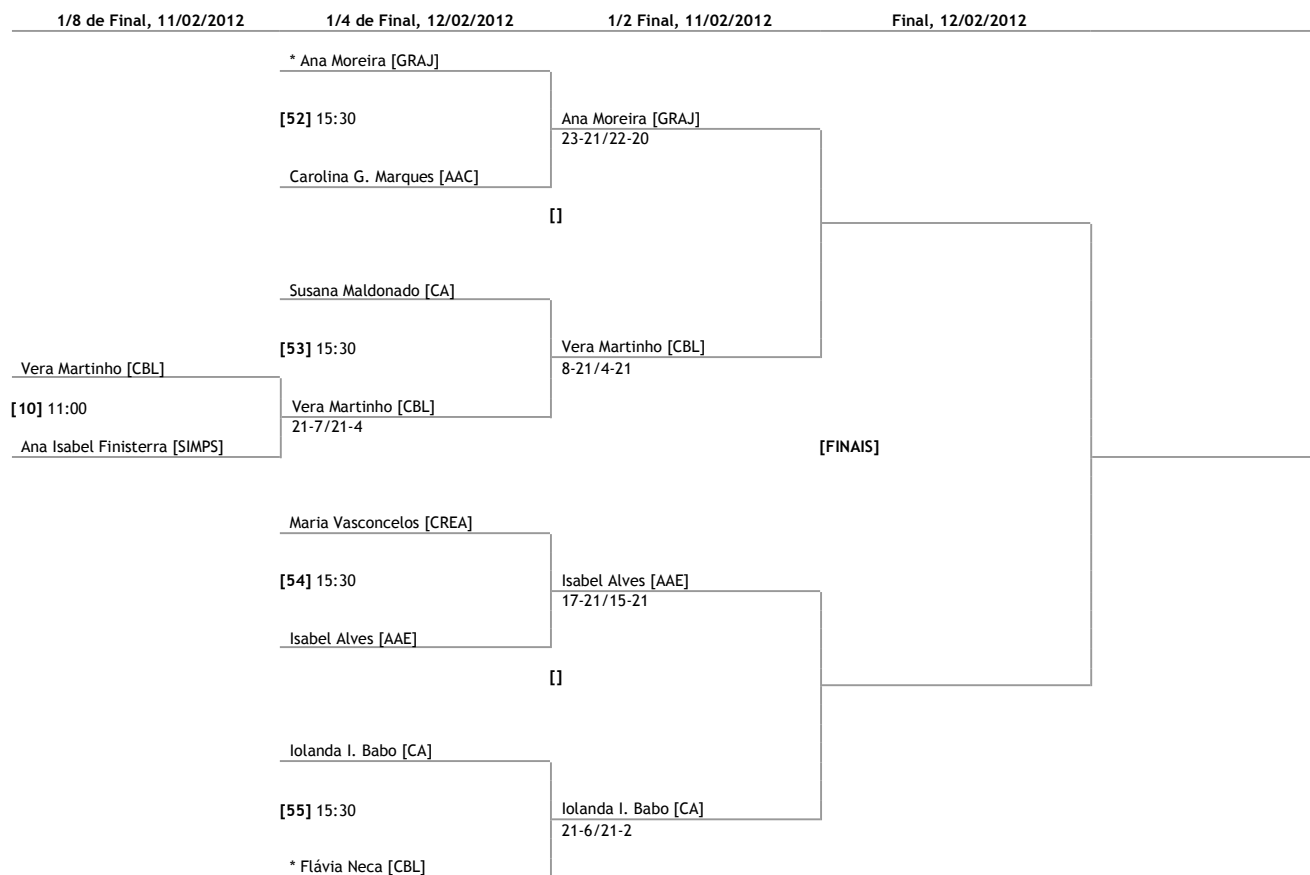 1/8 de Final, 11/02/2012 1/4 de Final, 12/02/2012 1/2 Final, 11/02/2012 Final, 12/02/2012
* Ana Moreira [GRAJ]
[52] 15:30 Ana Moreira [GRAJ]
23-21/22-20
Carolina G. Marques [AAC]
[]
Susana Maldonado [CA]
[53] 15:30 Vera Martinho [CBL]
Vera Martinho [CBL] 8-21/4-21
[10] 11:00 Vera Martinho [CBL]
21-7/21-4
Ana Isabel Finisterra [SIMPS] [FINAIS]
Maria Vasconcelos [CREA]
[54] 15:30 Isabel Alves [AAE]
17-21/15-21
Isabel Alves [AAE]
[]
Iolanda I. Babo [CA]
[55] 15:30 Iolanda I. Babo [CA]
21-6/21-2
* Flávia Neca [CBL]